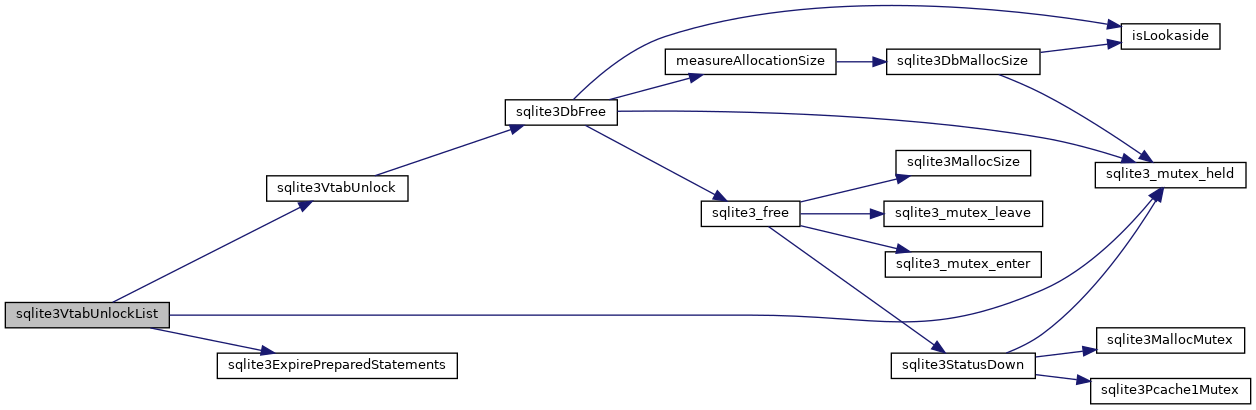 sqlite3VtabUnlockList
sqlite3VtabUnlock
sqlite3ExpirePreparedStatements
sqlite3DbFree
measureAllocationSize
sqlite3_free
sqlite3DbMallocSize
sqlite3MallocSize
sqlite3_mutex_leave
sqlite3_mutex_enter
sqlite3StatusDown
isLookaside
sqlite3_mutex_held
sqlite3MallocMutex
sqlite3Pcache1Mutex